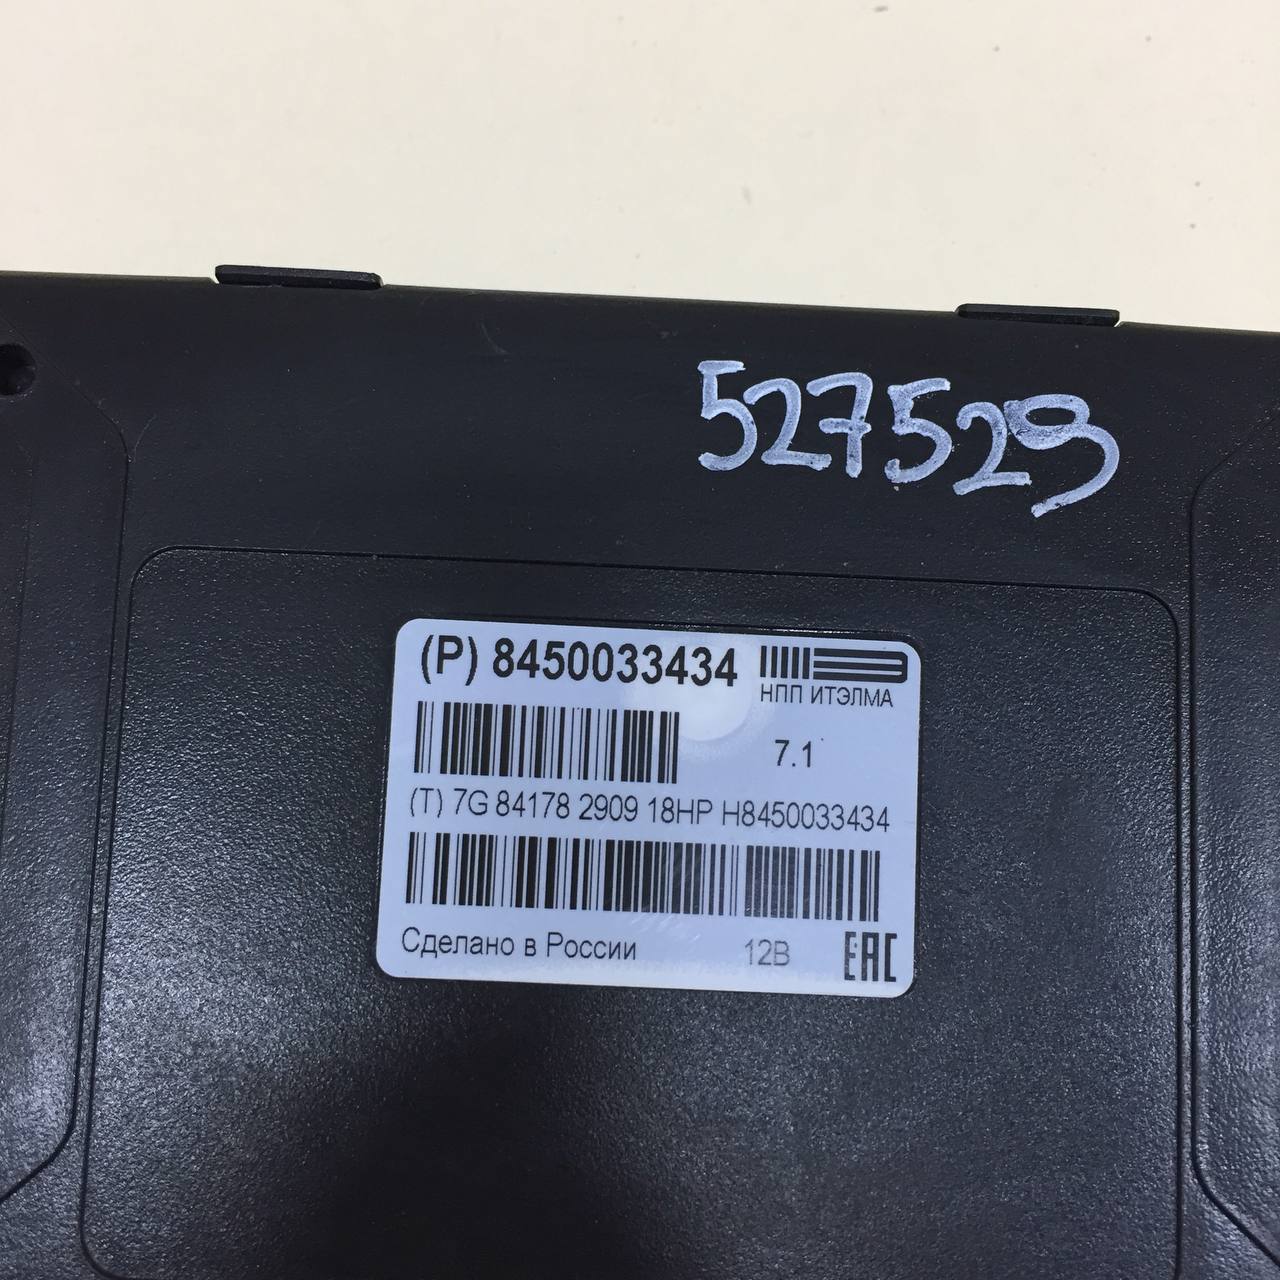 527529
(P) 8450033434
НПП ИТЭЛМА
7.1
(T) 7G 84178 2909 18HP H8450033434
Сделано в России 12В EAC